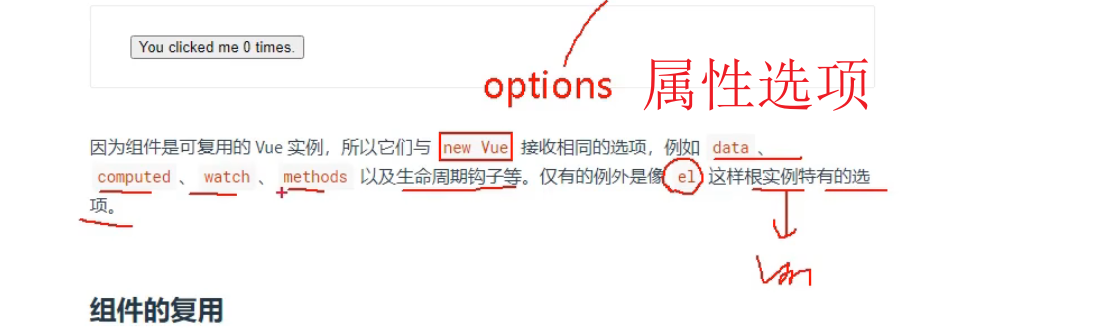 You clicked me 0 times.
options 属性选项
因为组件是可复用的 Vue 实例，所以它们与 new Vue 接收相同的选项，例如 data、
computed、watch、methods 以及生命周期钩子等。仅有的例外是像 el 这样根实例特有的选
项。
组件的复用